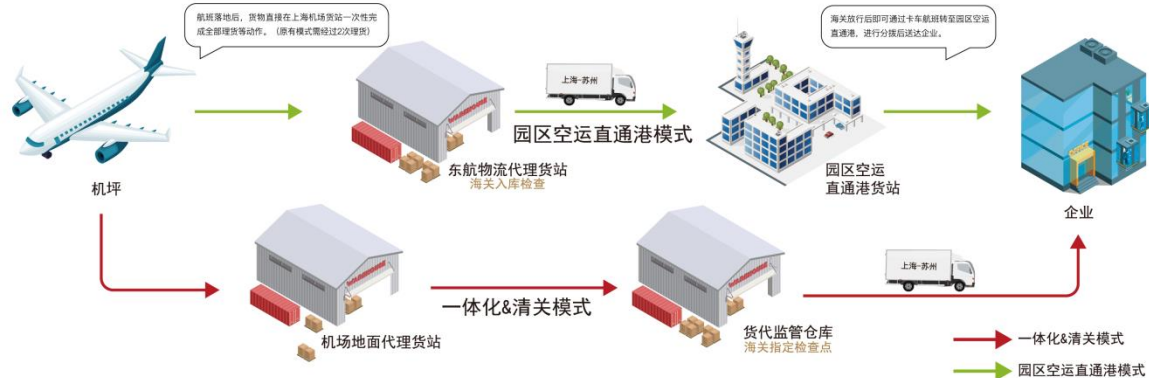 航班落地后，货物直接在上海机场货站一次性完
成全部理货等动作。（原有模式需经过2次理货）
海关放行后即可通过卡车航班转至园区空运
直通港，进行分拨后送达企业。
上海-苏州
WAREHOUSE
园区空运直通港模式
机坪
东航物流代理货站
海关入库检查
园区空运
直通港货站
企业
上海-苏州
WAREHOUSE
WAREHOUSE
一体化&清关模式
机场地面代理货站
货代监管仓库
海关指定检查点
一体化&清关模式
园区空运直通港模式